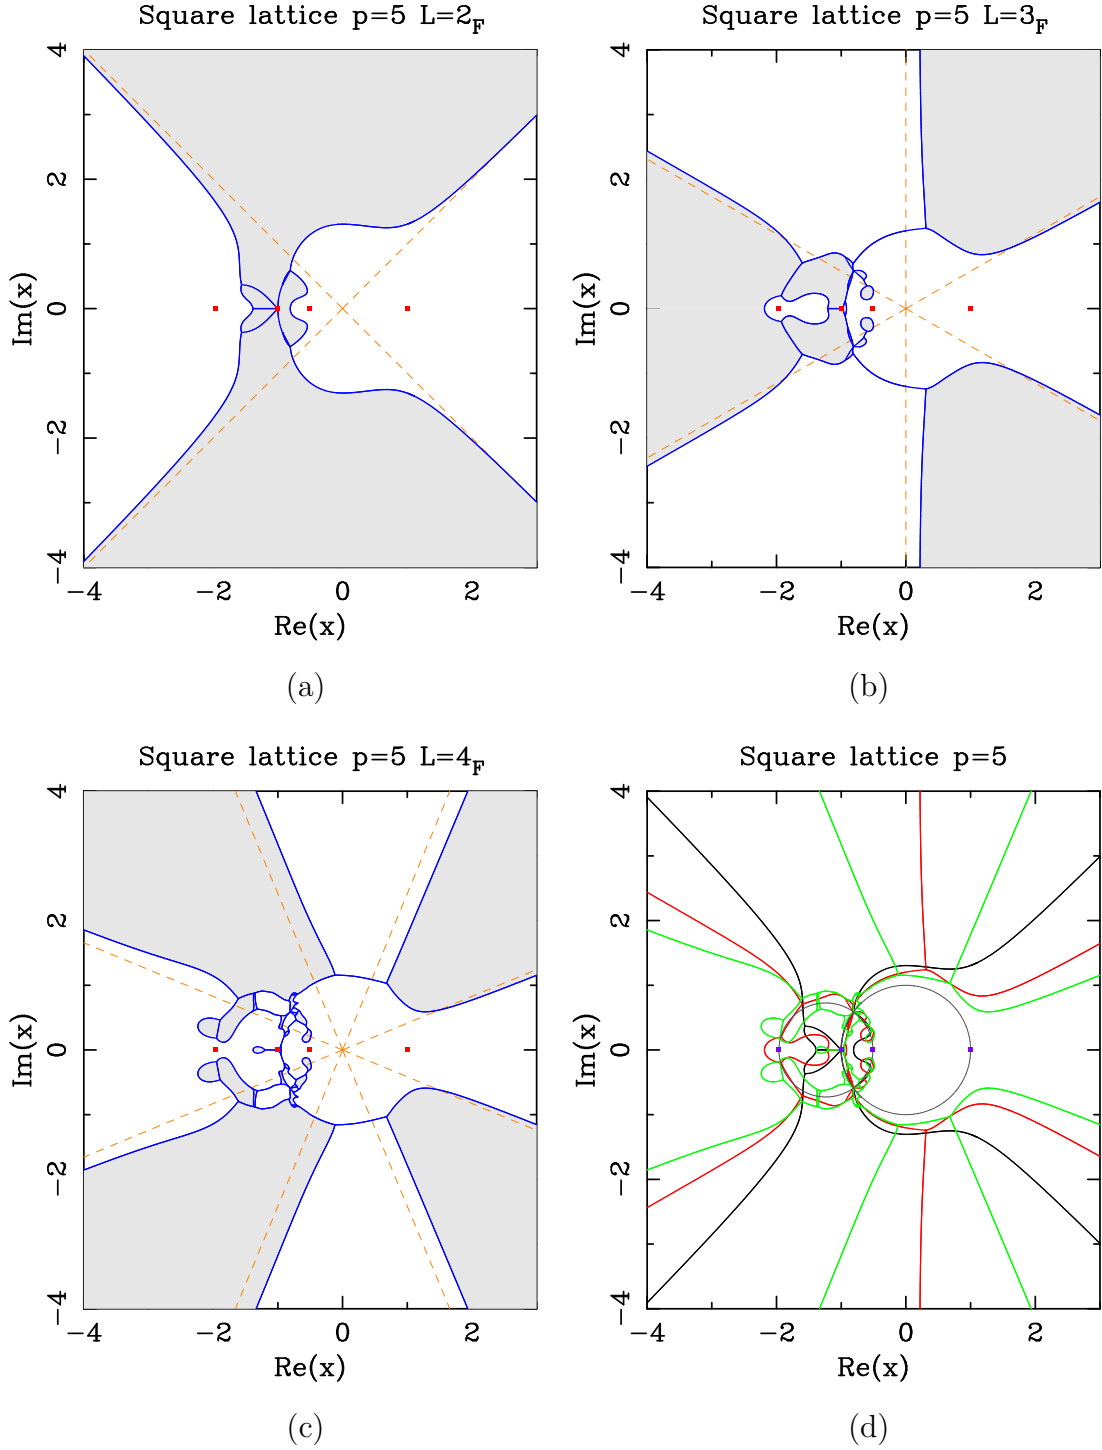 Square lattice p=5 L=2F
Square lattice p=5 L=3F
4
2
0
−2
−4
Im(x)
−4 −2 0 2
Re(x)
(a)
4
2
0
−2
−4
Im(x)
−4 −2 0 2
Re(x)
(b)
Square lattice p=5 L=4F
Square lattice p=5
4
2
0
−2
−4
Im(x)
−4 −2 0 2
Re(x)
(c)
4
2
0
−2
−4
Im(x)
−4 −2 0 2
Re(x)
(d)